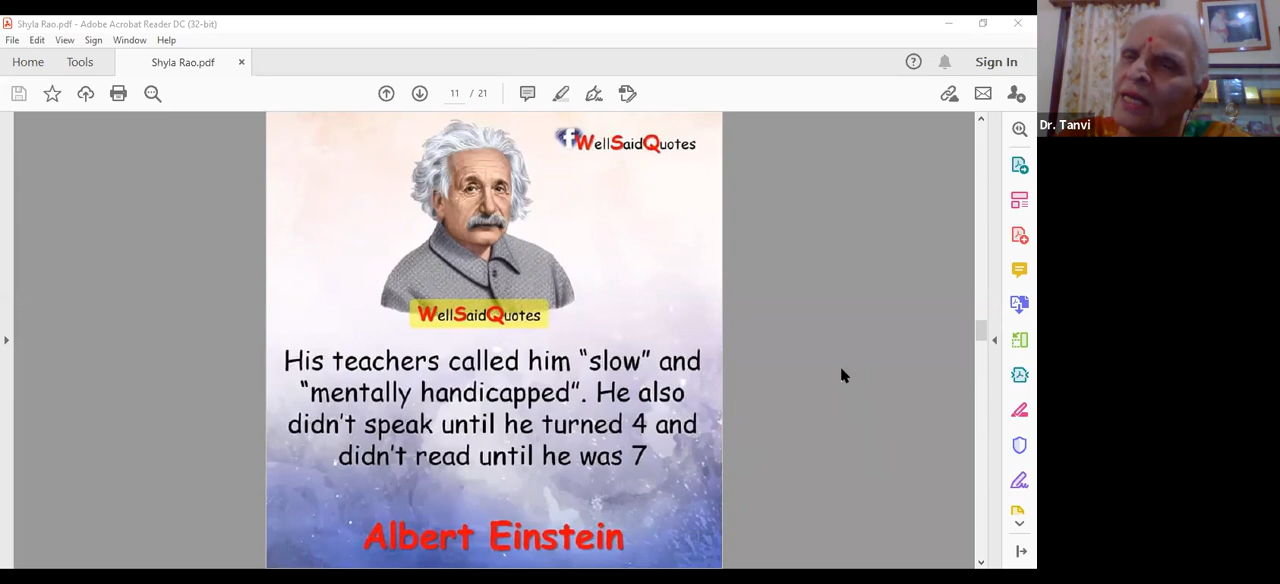 Shyla Rao.pdf - Adobe Acrobat Reader DC (32-bit)
File Edit View Sign Window Help
Home Tools Shyla Rao.pdf × Sign In
11 / 21
Dr. Tanvi
f WellSaidQuotes
WellSaidQuotes
His teachers called him “slow” and
“mentally handicapped”. He also
didn’t speak until he turned 4 and
didn’t read until he was 7
Albert Einstein